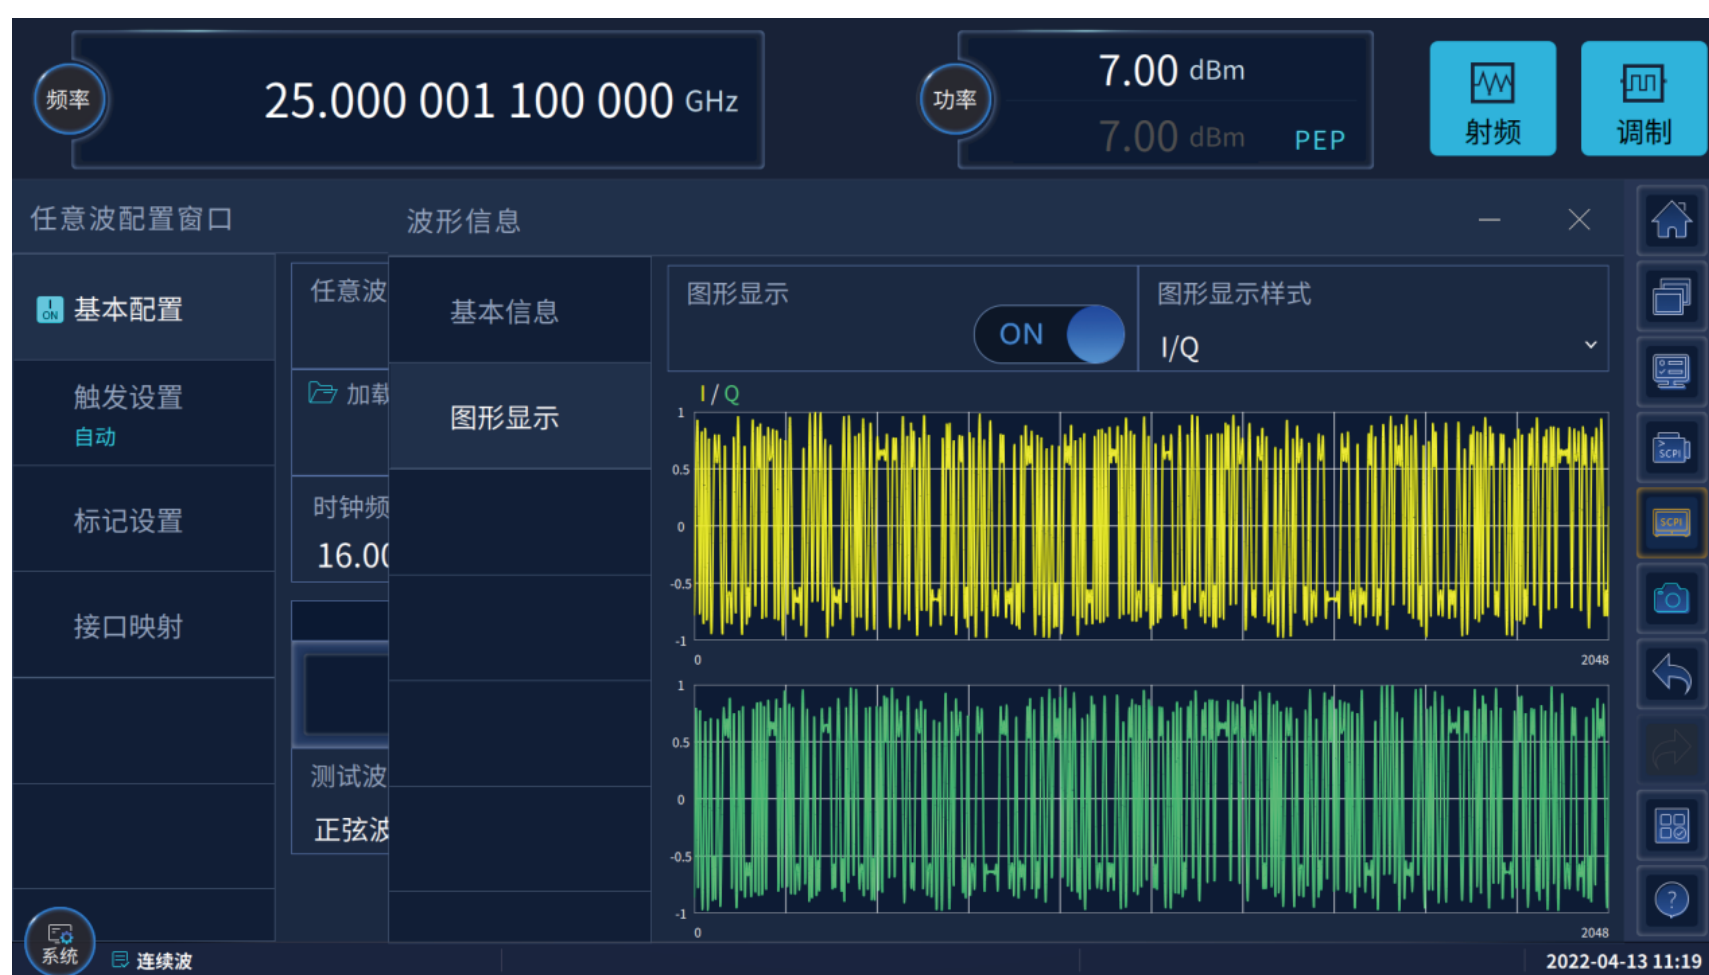 频率
25.000 001 100 000 GHz
功率
7.00 dBm
7.00 dBm PEP
射频
调制
任意波配置窗口
波形信息
I
ON
基本配置
触发设置
自动
标记设置
接口映射
任意波
加载
时钟频
16.00
测试波
正弦波
基本信息
图形显示
图形显示
ON
图形显示样式
I/Q
I/Q
1
0.5
0
-0.5
-1
0
2048
1
0.5
0
-0.5
-1
0
2048
>
SCPI
SCPI
?
系统
连续波
2022-04-13 11:19